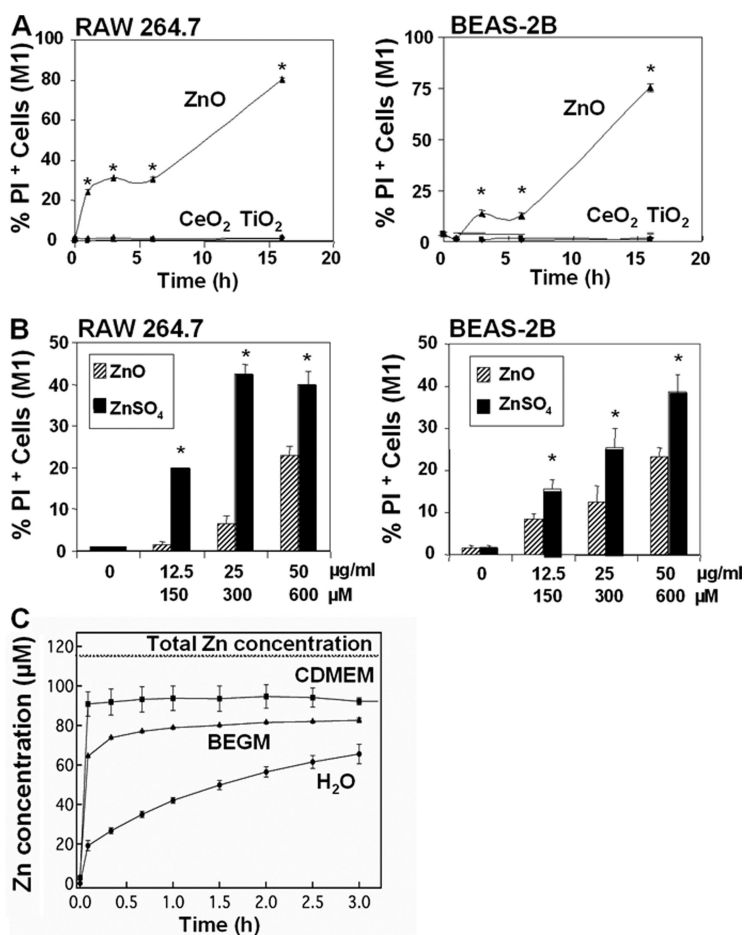 A
RAW 264.7
% PI + Cells (M1)
100
80
60
40
20
0
*
*
*
*
ZnO
CeO2 TiO2
0 5 10 15 20
Time (h)
BEAS-2B
% PI + Cells (M1)
100
75
50
25
0
*
*
*
ZnO
CeO2 TiO2
0 5 10 15 20
Time (h)
B
RAW 264.7
% PI + Cells (M1)
50
40
30
20
10
0
ZnO
ZnSO4
*
*
*
0 12.5 25 50 µg/ml
150 300 600 µM
BEAS-2B
% PI + Cells (M1)
50
40
30
20
10
0
ZnO
ZnSO4
*
*
*
0 12.5 25 50 µg/ml
150 300 600 µM
C
Zn concentration (µM)
120
100
80
60
40
20
0
Total Zn concentration
CDMEM
BEGM
H2O
0.0 0.5 1.0 1.5 2.0 2.5 3.0
Time (h)